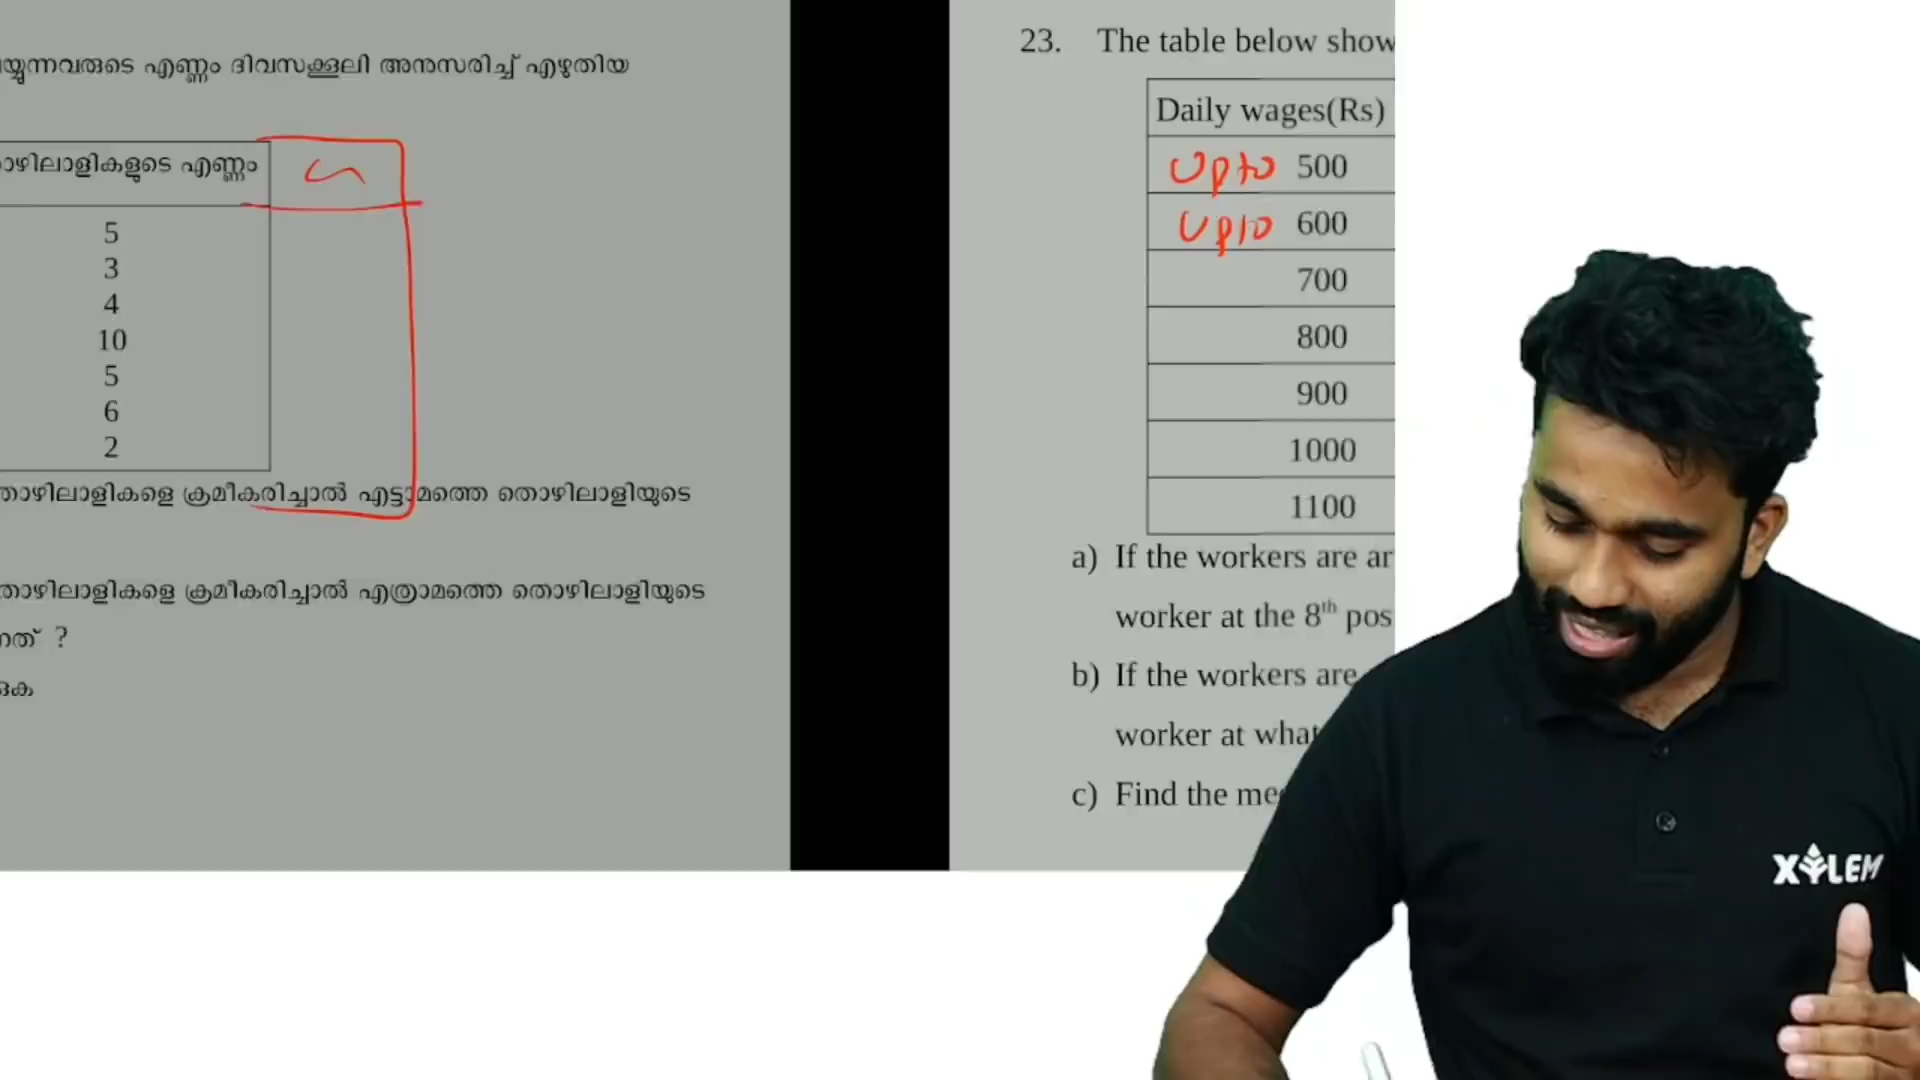 യ്യുന്നവരുടെ എണ്ണം ദിവസക്കൂലി അനുസരിച്ച് എഴുതിയ
ൊഴിലാളികളുടെ എണ്ണം
5
3
4
10
5
6
2
തൊഴിലാളികളെ ക്രമീകരിച്ചാൽ എട്ടാമത്തെ തൊഴിലാളിയുടെ
തൊഴിലാളികളെ ക്രമീകരിച്ചാൽ എത്രാമത്തെ തൊഴിലാളിയുടെ
ന്നത് ?
23. The table below show
Daily wages(Rs)
Upto 500
Upto 600
700
800
900
1000
1100
a) If the workers are ar
worker at the 8th pos
b) If the workers are
worker at what
c) Find the me
XYLEM